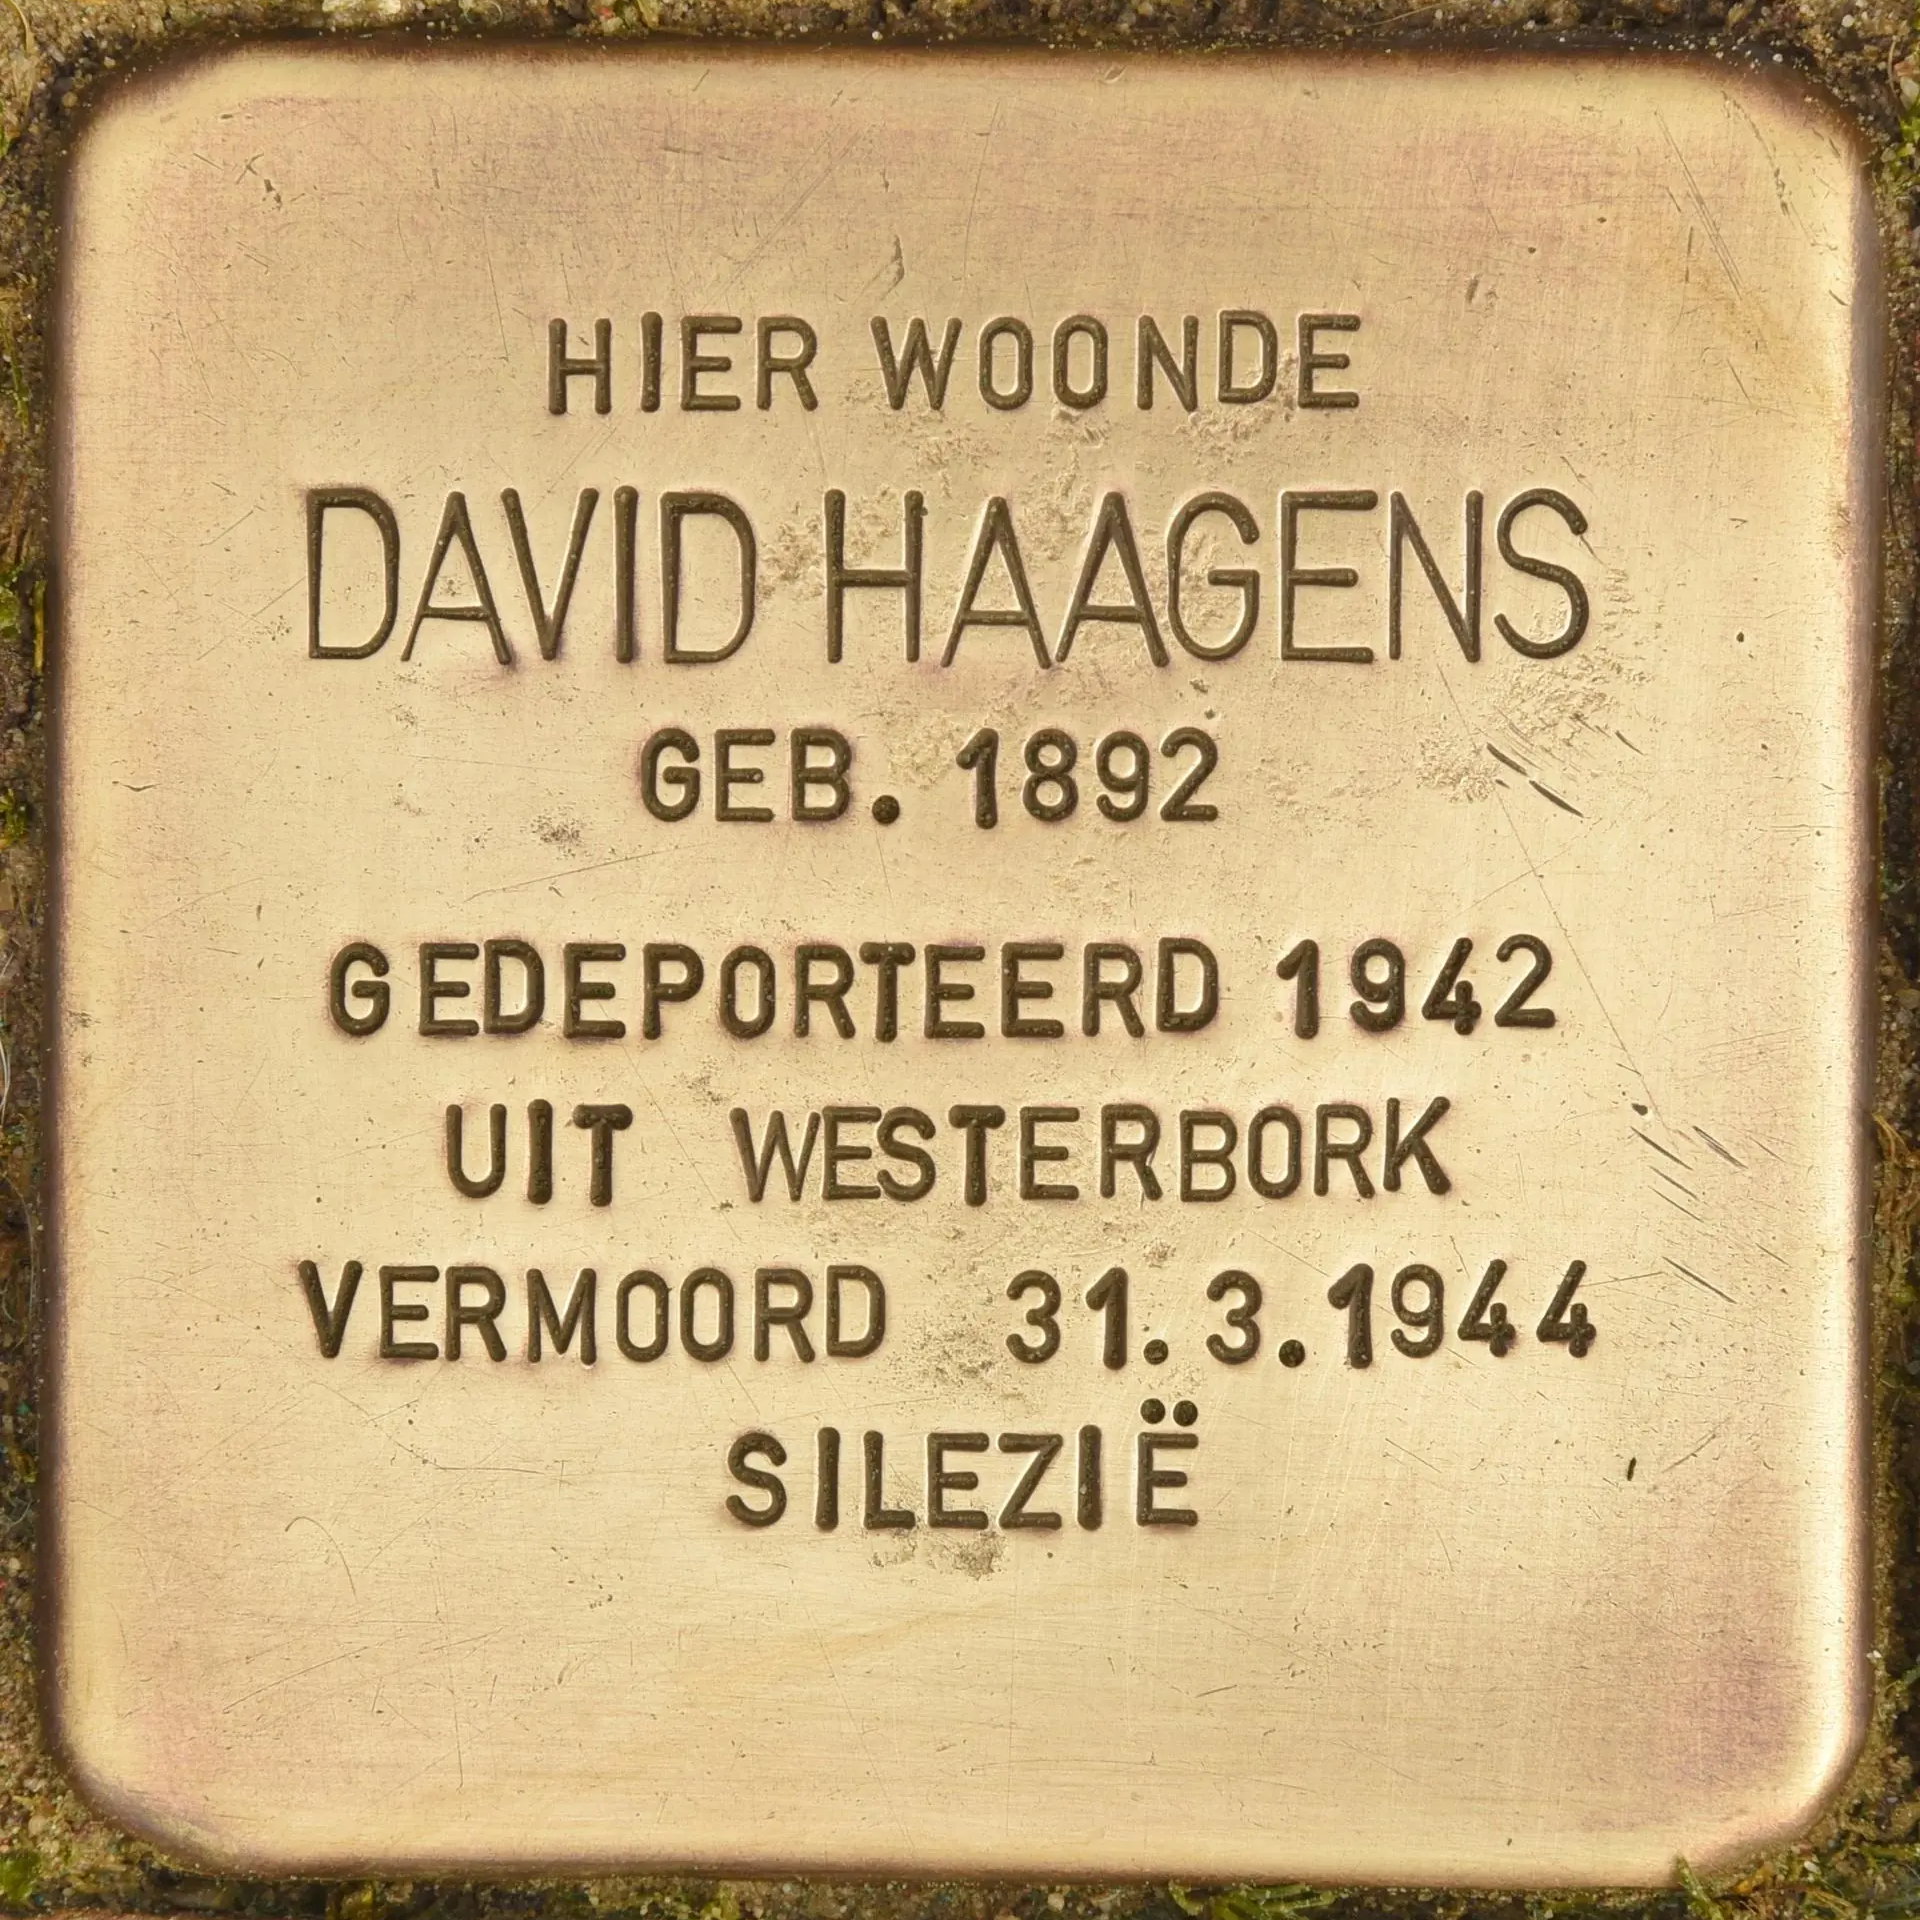 HIER WOONDE
DAVID HAAGENS
GEB. 1892
GEDEPORTEERD 1942
UIT WESTERBORK
VERMOORD 31.3.1944
SILEZIË